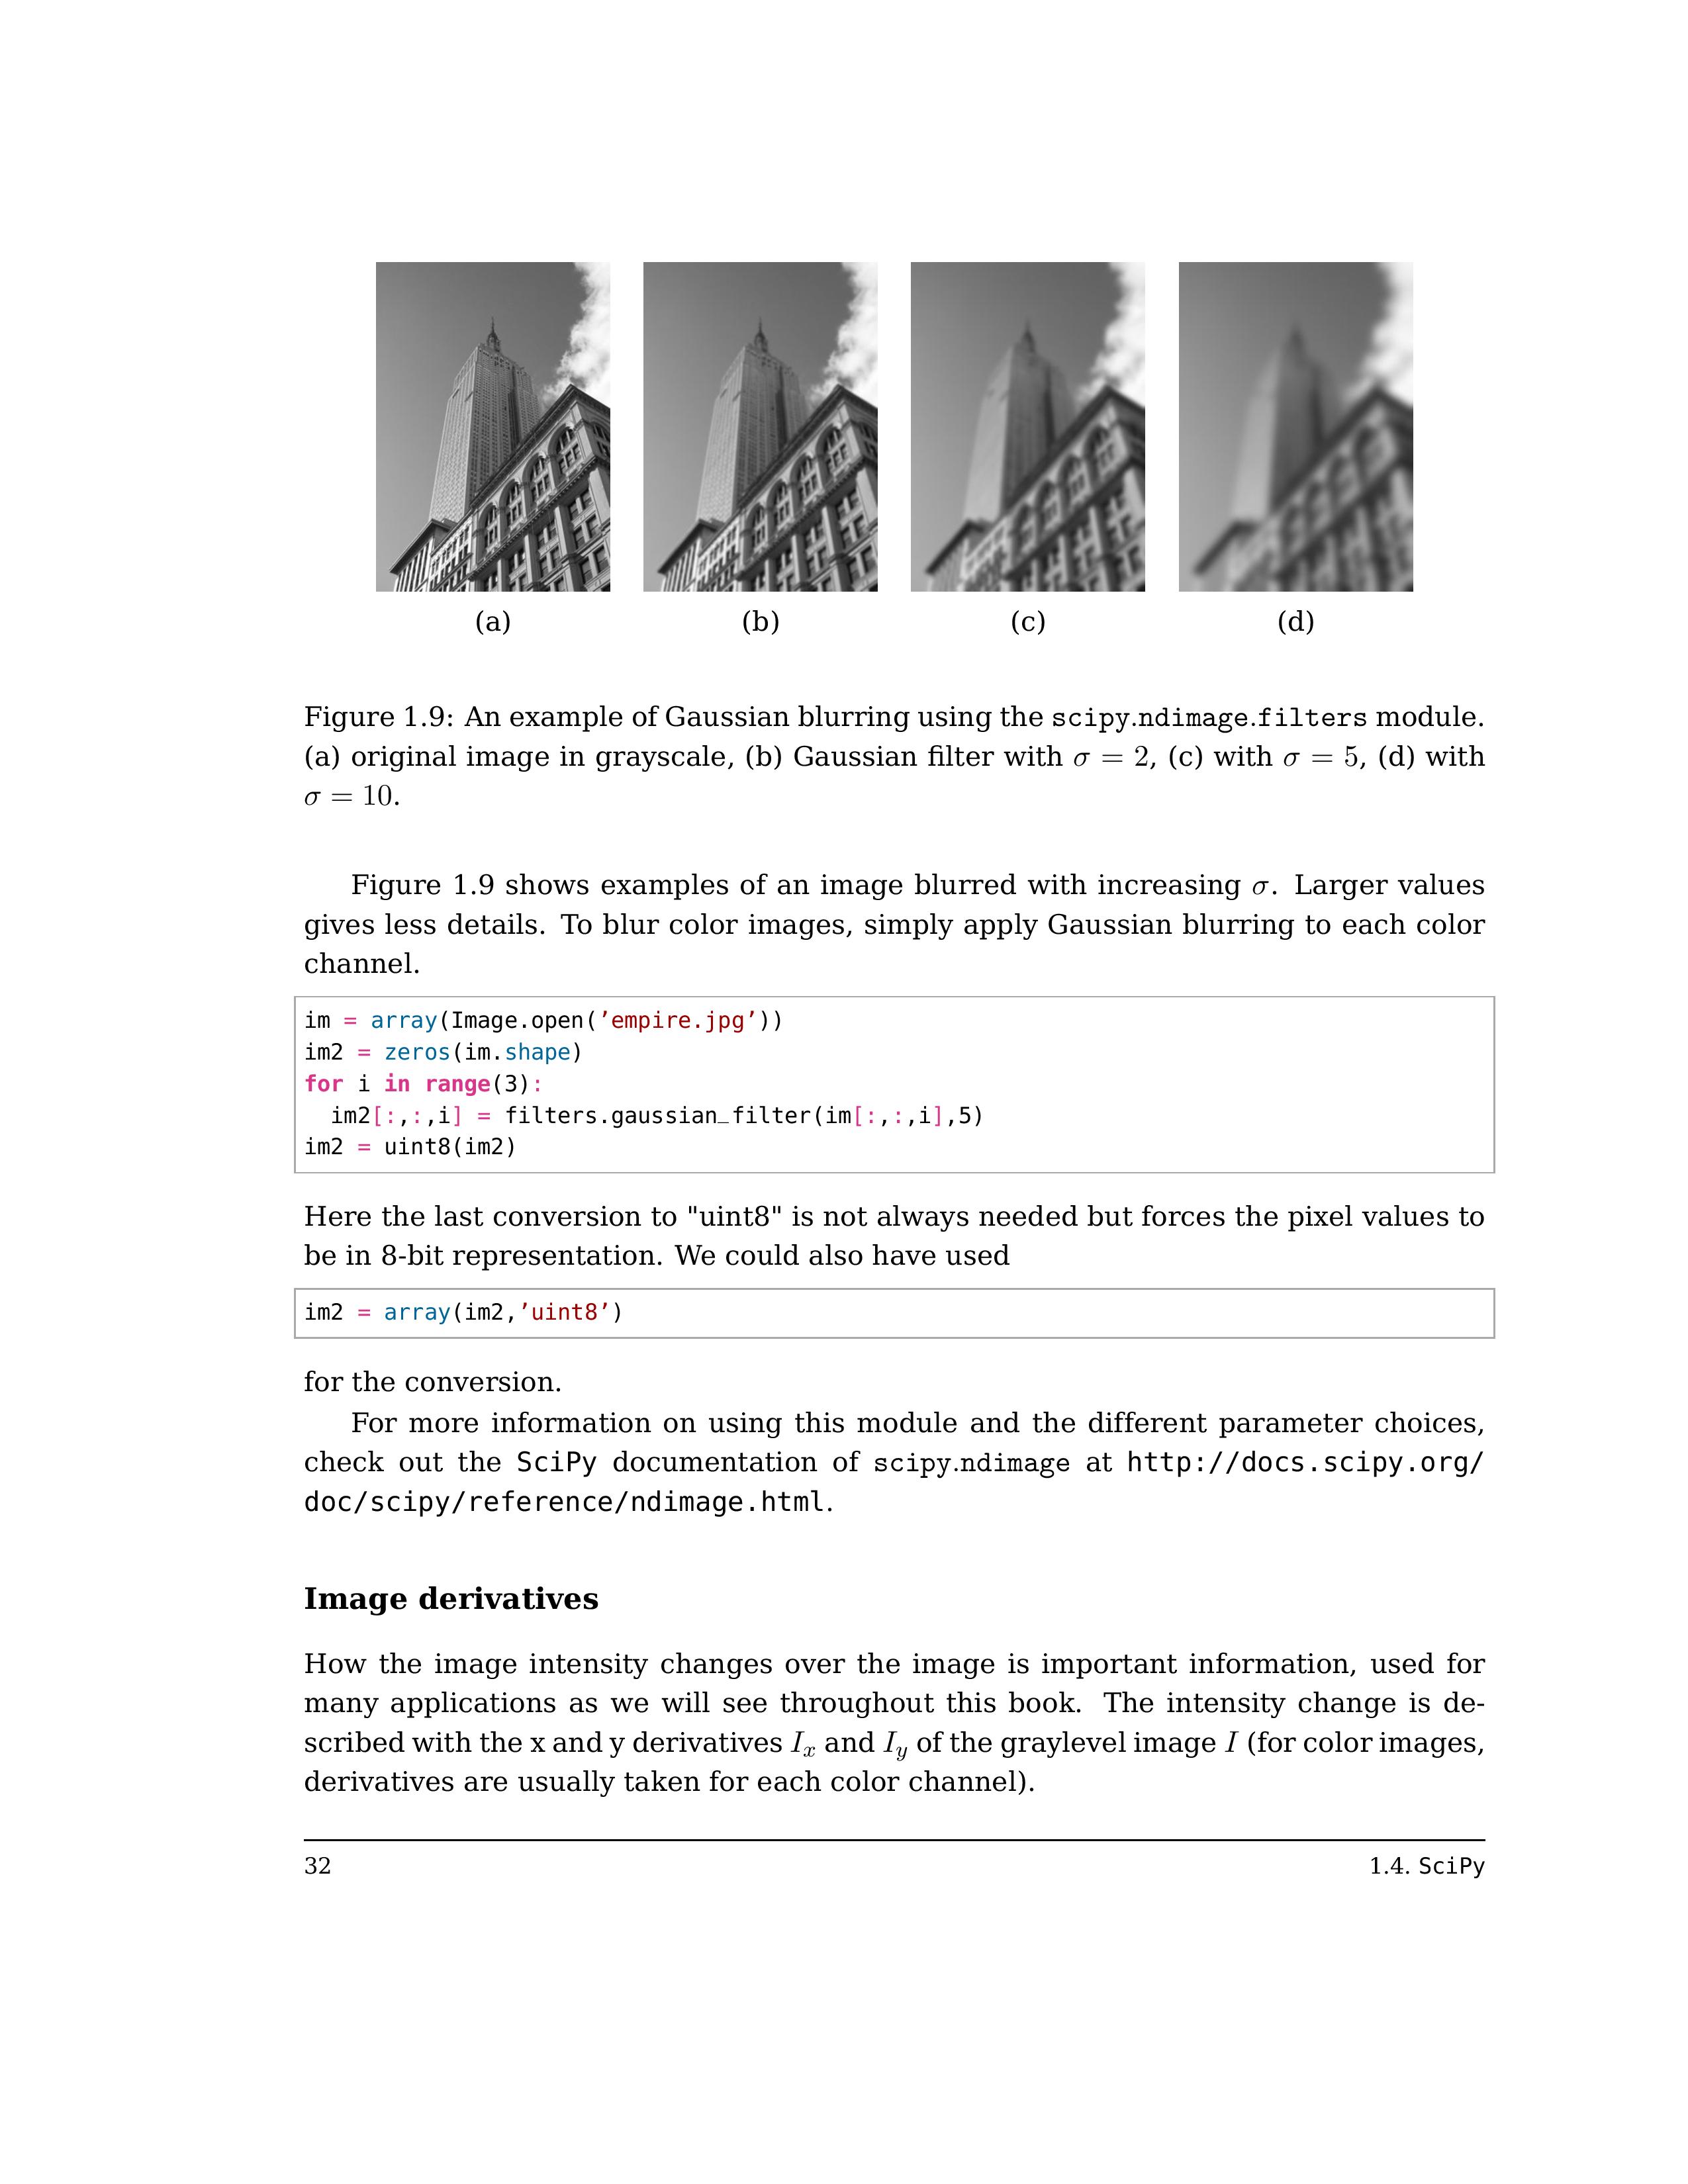 (a) (b) (c) (d)
Figure 1.9: An example of Gaussian blurring using the scipy.ndimage.filters module.
(a) original image in grayscale, (b) Gaussian filter with σ = 2, (c) with σ = 5, (d) with
σ = 10.
Figure 1.9 shows examples of an image blurred with increasing σ. Larger values
gives less details. To blur color images, simply apply Gaussian blurring to each color
channel.
im = array(Image.open(’empire.jpg’))
im2 = zeros(im.shape)
for i in range(3):
  im2[:,:,i] = filters.gaussian_filter(im[:,:,i],5)
im2 = uint8(im2)
Here the last conversion to "uint8" is not always needed but forces the pixel values to
be in 8-bit representation. We could also have used
im2 = array(im2,’uint8’)
for the conversion.
For more information on using this module and the different parameter choices,
check out the SciPy documentation of scipy.ndimage at http://docs.scipy.org/
doc/scipy/reference/ndimage.html.
Image derivatives
How the image intensity changes over the image is important information, used for
many applications as we will see throughout this book. The intensity change is de-
scribed with the x and y derivatives Iₓ and I_y of the graylevel image I (for color images,
derivatives are usually taken for each color channel).
32 1.4. SciPy